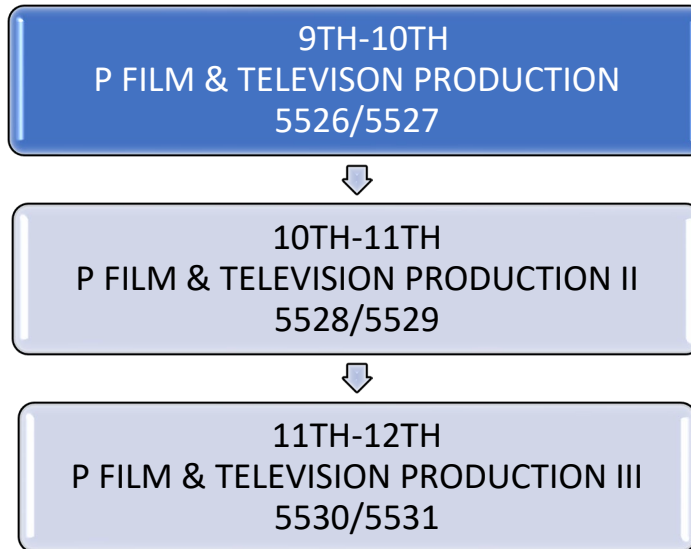 9TH-10TH
P FILM & TELEVISON PRODUCTION
5526/5527
10TH-11TH
P FILM & TELEVISION PRODUCTION II
5528/5529
11TH-12TH
P FILM & TELEVISION PRODUCTION III
5530/5531